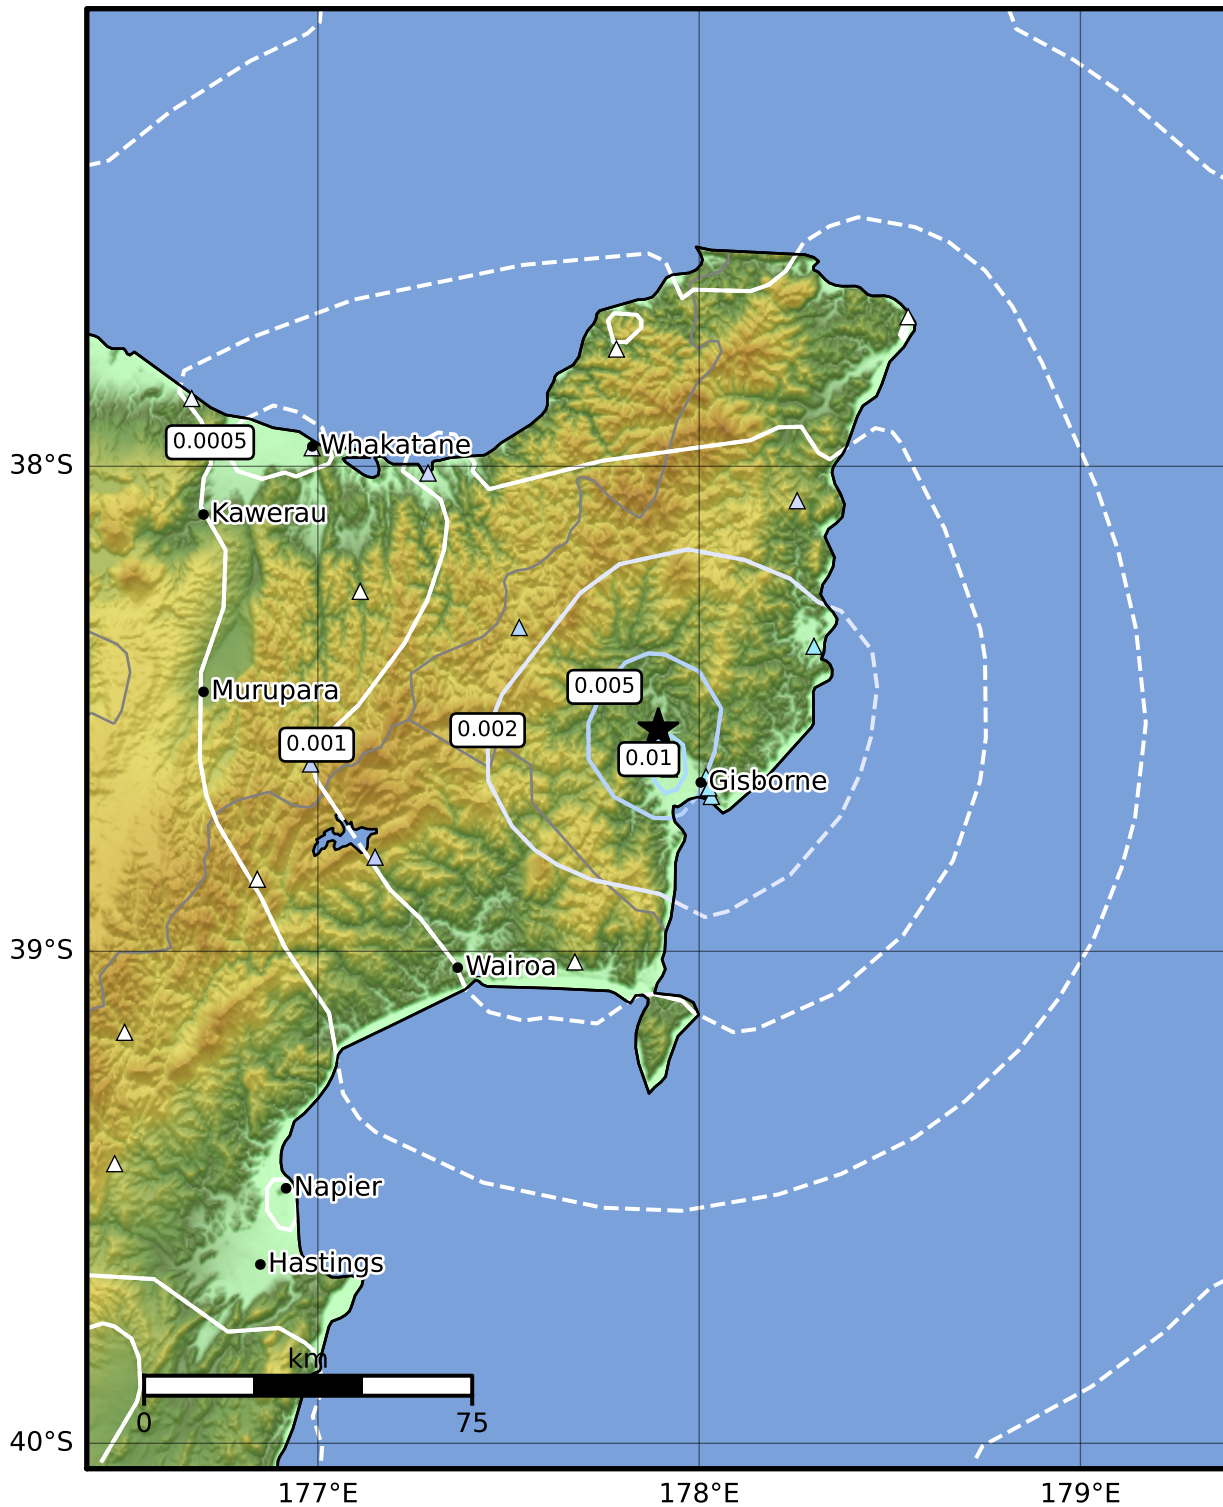 0.0005
Whakatane
38°S
Kawerau
0.005
Murupara
0.002
0.001
0.01
Gisborne
39°S
Wairoa
Napier
Hastings
km
0
75
40°S
177°E
178°E
179°E